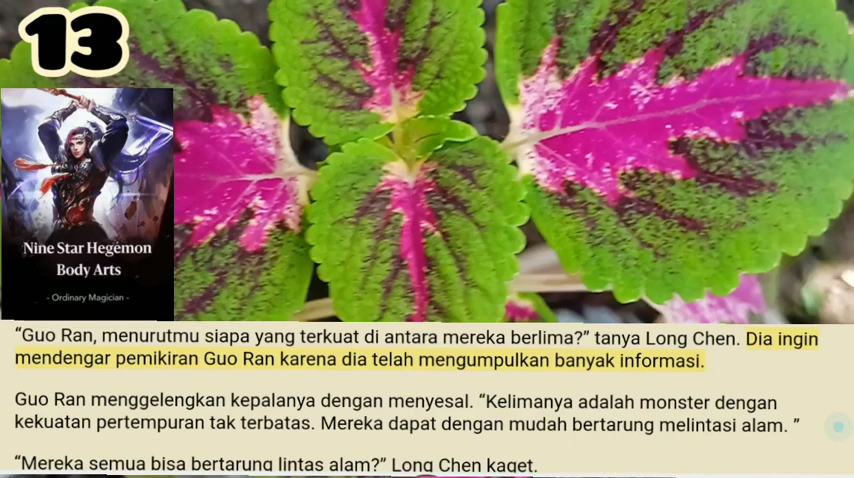 13
Nine Star Hegemon
Body Arts
- Ordinary Magician -
“Guo Ran, menurutmu siapa yang terkuat di antara mereka berlima?” tanya Long Chen. Dia ingin
mendengar pemikiran Guo Ran karena dia telah mengumpulkan banyak informasi.
Guo Ran menggelengkan kepalanya dengan menyesal. “Kelimanya adalah monster dengan
kekuatan pertempuran tak terbatas. Mereka dapat dengan mudah bertarung melintasi alam. ”
“Mereka semua bisa bertarung lintas alam?” Long Chen kaget.